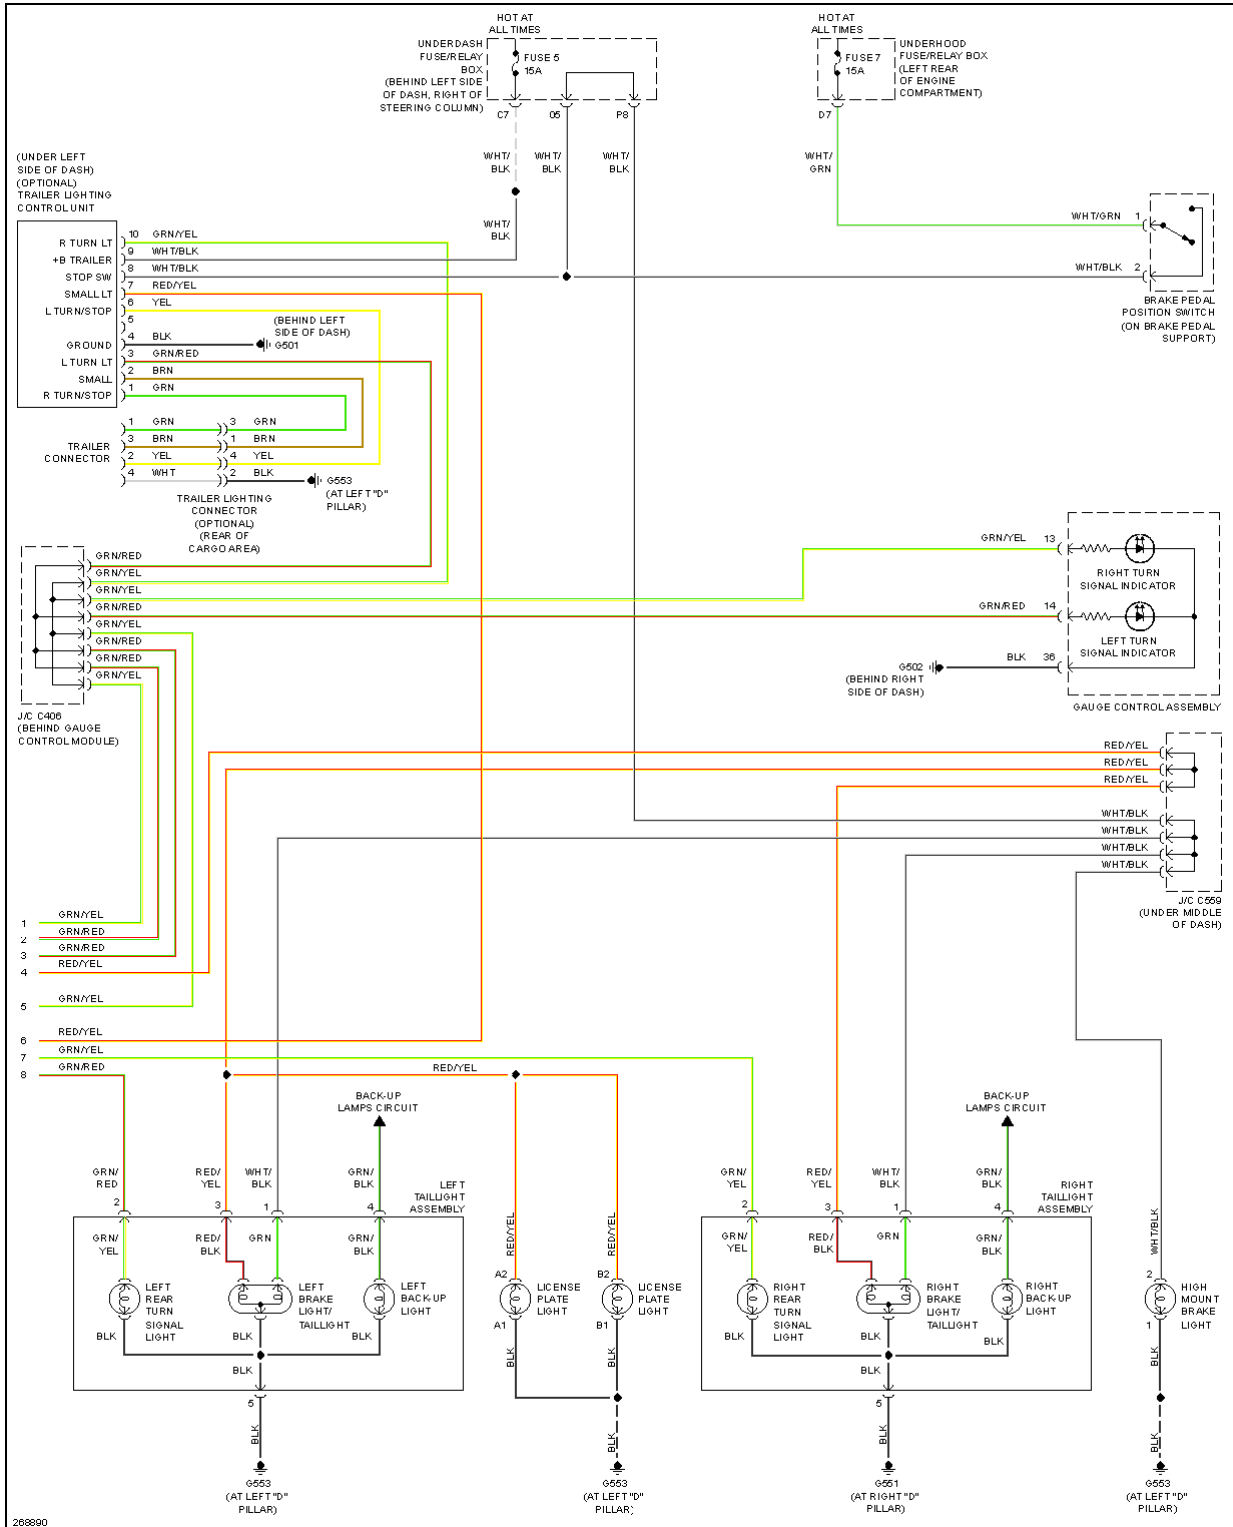 HOT AT
ALL TIMES
HOT AT
ALL TIMES
UNDERDASH
FUSE/RELAY
BOX
(BEHIND LEFT SIDE
OF DASH, RIGHT OF
STEERING COLUMN)
FUSE 5
15A
FUSE 7
15A
UNDERHOOD
FUSE/RELAY BOX
(LEFT REAR
OF ENGINE
COMPARTMENT)
C7
O5
P8
D7
WHT/
BLK
WHT/
BLK
WHT/
BLK
WHT/
GRN
WHT/
BLK
(UNDER LEFT
SIDE OF DASH)
(OPTIONAL)
TRAILER LIGHTING
CONTROL UNIT
R TURN LT
10 GRN/YEL
+B TRAILER
9 WHT/BLK
STOP SW
8 WHT/BLK
SMALL LT
7 RED/YEL
L TURN/STOP
6 YEL
5
GROUND
4 BLK
L TURN LT
3 GRN/RED
SMALL
2 BRN
R TURN/STOP
1 GRN
(BEHIND LEFT
SIDE OF DASH)
G501
WHT/GRN 1
WHT/BLK 2
BRAKE PEDAL
POSITION SWITCH
(ON BRAKE PEDAL
SUPPORT)
TRAILER
CONNECTOR
1 GRN 3 GRN
3 BRN 1 BRN
2 YEL 4 YEL
4 WHT 2 BLK
G553
(AT LEFT "D"
PILLAR)
TRAILER LIGHTING
CONNECTOR
(OPTIONAL)
(REAR OF
CARGO AREA)
GRN/RED
GRN/YEL
GRN/YEL
GRN/RED
GRN/YEL
GRN/RED
GRN/RED
GRN/YEL
J/C C406
(BEHIND GAUGE
CONTROL MODULE)
GRN/YEL 13
RIGHT TURN
SIGNAL INDICATOR
GRN/RED 14
LEFT TURN
SIGNAL INDICATOR
BLK 36
G502
(BEHIND RIGHT
SIDE OF DASH)
GAUGE CONTROL ASSEMBLY
RED/YEL
RED/YEL
RED/YEL
WHT/BLK
WHT/BLK
WHT/BLK
WHT/BLK
J/C C559
(UNDER MIDDLE
OF DASH)
1 GRN/YEL
2 GRN/RED
3 GRN/RED
4 RED/YEL
5 GRN/YEL
6 RED/YEL
7 GRN/YEL
8 GRN/RED
RED/YEL
BACK-UP
LAMPS CIRCUIT
BACK-UP
LAMPS CIRCUIT
GRN/
RED
2
RED/
YEL
3
WHT/
BLK
1
GRN/
BLK
4
LEFT
TAILLIGHT
ASSEMBLY
GRN/
YEL
RED/
BLK
GRN
GRN/
BLK
LEFT
REAR
TURN
SIGNAL
LIGHT
LEFT
BRAKE
LIGHT/
TAILLIGHT
LEFT
BACK-UP
LIGHT
BLK
BLK
BLK
BLK
5
BLK
G553
(AT LEFT "D"
PILLAR)
RED/YEL
RED/YEL
A2
LICENSE
PLATE
LIGHT
A1
B2
LICENSE
PLATE
LIGHT
B1
BLK
BLK
BLK
G553
(AT LEFT "D"
PILLAR)
GRN/
YEL
2
RED/
YEL
3
WHT/
BLK
1
GRN/
BLK
4
RIGHT
TAILLIGHT
ASSEMBLY
GRN/
YEL
RED/
BLK
GRN
GRN/
BLK
RIGHT
REAR
TURN
SIGNAL
LIGHT
RIGHT
BRAKE
LIGHT/
TAILLIGHT
RIGHT
BACK-UP
LIGHT
BLK
BLK
BLK
BLK
5
BLK
G551
(AT RIGHT "D"
PILLAR)
WHT/BLK
2
HIGH
MOUNT
BRAKE
LIGHT
1
BLK
BLK
G553
(AT LEFT "D"
PILLAR)
268890